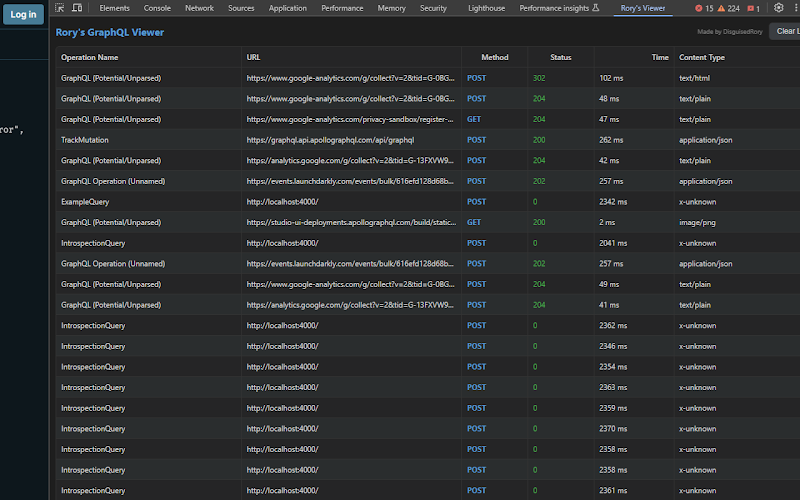 Log in
Elements Console Sources Network Application Performance Memory Security Lighthouse Performance insights Rory's Viewer 15 224 1
Rory's GraphQL Viewer Made by DisguisedRory Clear L
Operation Name URL Method Status Time Content Type
GraphQL (Potential/Unparsed) https://www.google-analytics.com/g/collect?v=2&tid=G-0BG... POST 302 102 ms text/html
ror",
GraphQL (Potential/Unparsed) https://www.google-analytics.com/g/collect?v=2&tid=G-0BG... POST 204 48 ms text/plain
GraphQL (Potential/Unparsed) https://www.google-analytics.com/privacy-sandbox/register-... GET 204 47 ms text/plain
TrackMutation https://graphql.api.apollographql.com/api/graphql POST 200 262 ms application/json
GraphQL (Potential/Unparsed) https://analytics.google.com/g/collect?v=2&tid=G-13FXVW9... POST 204 42 ms text/plain
GraphQL Operation (Unnamed) https://events.launchdarkly.com/events/bulk/616efd128d68b... POST 202 257 ms application/json
ExampleQuery http://localhost:4000/ POST 0 2342 ms x-unknown
GraphQL (Potential/Unparsed) https://studio-ui-deployments.apollographql.com/build/static... GET 200 2 ms image/png
IntrospectionQuery http://localhost:4000/ POST 0 2041 ms x-unknown
GraphQL Operation (Unnamed) https://events.launchdarkly.com/events/bulk/616efd128d68b... POST 202 257 ms application/json
GraphQL (Potential/Unparsed) https://www.google-analytics.com/g/collect?v=2&tid=G-0BG... POST 204 49 ms text/plain
GraphQL (Potential/Unparsed) https://analytics.google.com/g/collect?v=2&tid=G-13FXVW9... POST 204 41 ms text/plain
IntrospectionQuery http://localhost:4000/ POST 0 2362 ms x-unknown
IntrospectionQuery http://localhost:4000/ POST 0 2346 ms x-unknown
IntrospectionQuery http://localhost:4000/ POST 0 2354 ms x-unknown
IntrospectionQuery http://localhost:4000/ POST 0 2363 ms x-unknown
IntrospectionQuery http://localhost:4000/ POST 0 2359 ms x-unknown
IntrospectionQuery http://localhost:4000/ POST 0 2370 ms x-unknown
IntrospectionQuery http://localhost:4000/ POST 0 2358 ms x-unknown
IntrospectionQuery http://localhost:4000/ POST 0 2358 ms x-unknown
IntrospectionQuery http://localhost:4000/ POST 0 2361 ms x-unknown